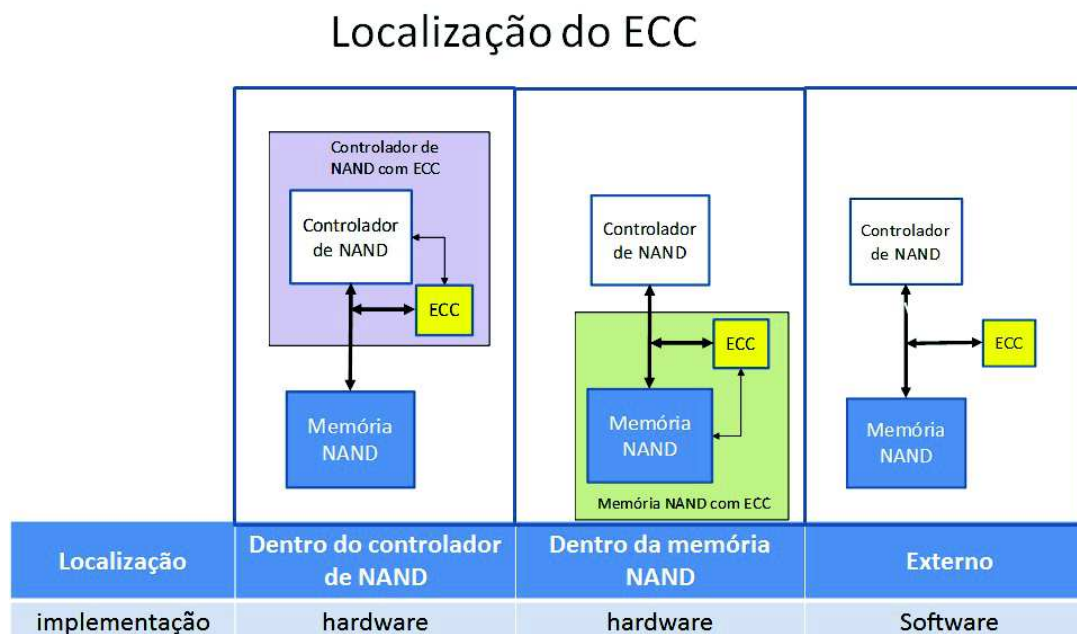 Localização do ECC
Controlador de
NAND com ECC
Controlador
de NAND
ECC
Memória
NAND
Controlador
de NAND
ECC
Memória
NAND
Memória NAND com ECC
Controlador
de NAND
ECC
Memória
NAND
Localização
Dentro do controlador
de NAND
Dentro da memória
NAND
Externo
implementação
hardware
hardware
Software